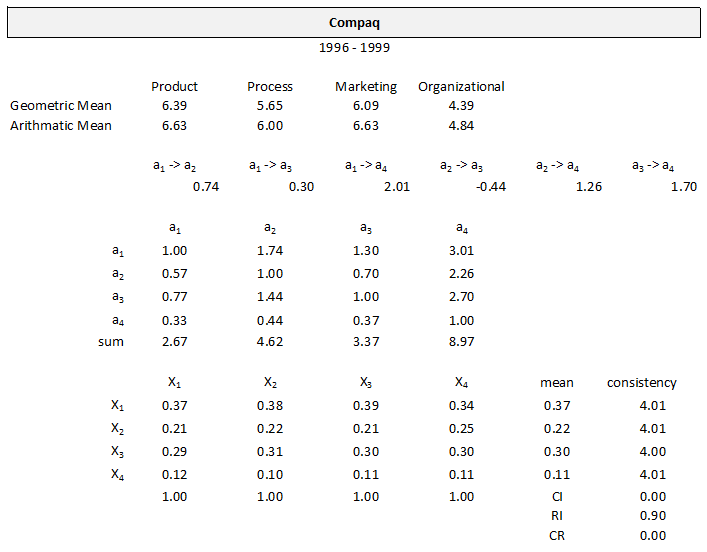 Compaq
1996 - 1999
Product Process Marketing Organizational
Geometric Mean 6.39 5.65 6.09 4.39
Arithmatic Mean 6.63 6.00 6.63 4.84
a₁ -> a₂ a₁ -> a₃ a₁ -> a₄ a₂ -> a₃ a₂ -> a₄ a₃ -> a₄
0.74 0.30 2.01 -0.44 1.26 1.70
a₁ a₂ a₃ a₄
a₁ 1.00 1.74 1.30 3.01
a₂ 0.57 1.00 0.70 2.26
a₃ 0.77 1.44 1.00 2.70
a₄ 0.33 0.44 0.37 1.00
sum 2.67 4.62 3.37 8.97
X₁ X₂ X₃ X₄ mean consistency
X₁ 0.37 0.38 0.39 0.34 0.37 4.01
X₂ 0.21 0.22 0.21 0.25 0.22 4.01
X₃ 0.29 0.31 0.30 0.30 0.30 4.00
X₄ 0.12 0.10 0.11 0.11 0.11 4.01
1.00 1.00 1.00 1.00 CI 0.00
RI 0.90
CR 0.00